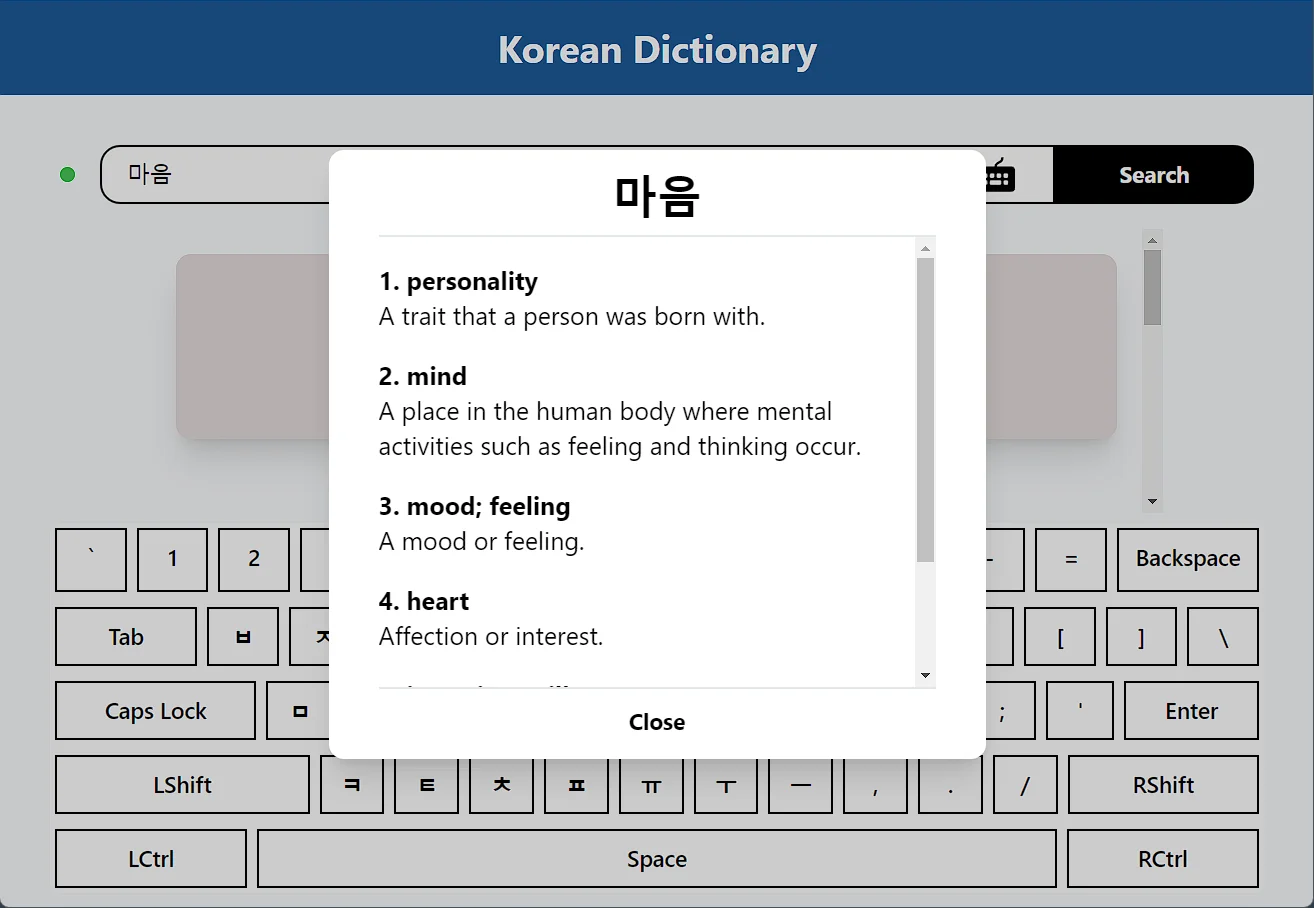 Korean Dictionary
마음
Search
마음
1. personality
A trait that a person was born with.
2. mind
A place in the human body where mental
activities such as feeling and thinking occur.
3. mood; feeling
A mood or feeling.
4. heart
Affection or interest.
Close
` 1 2 - = Backspace
Tab ㅂ ㅈ [ ] \
Caps Lock ㅁ ; ' Enter
LShift ㅋ ㅌ ㅊ ㅍ ㅠ ㅜ ㅡ , . / RShift
LCtrl Space RCtrl